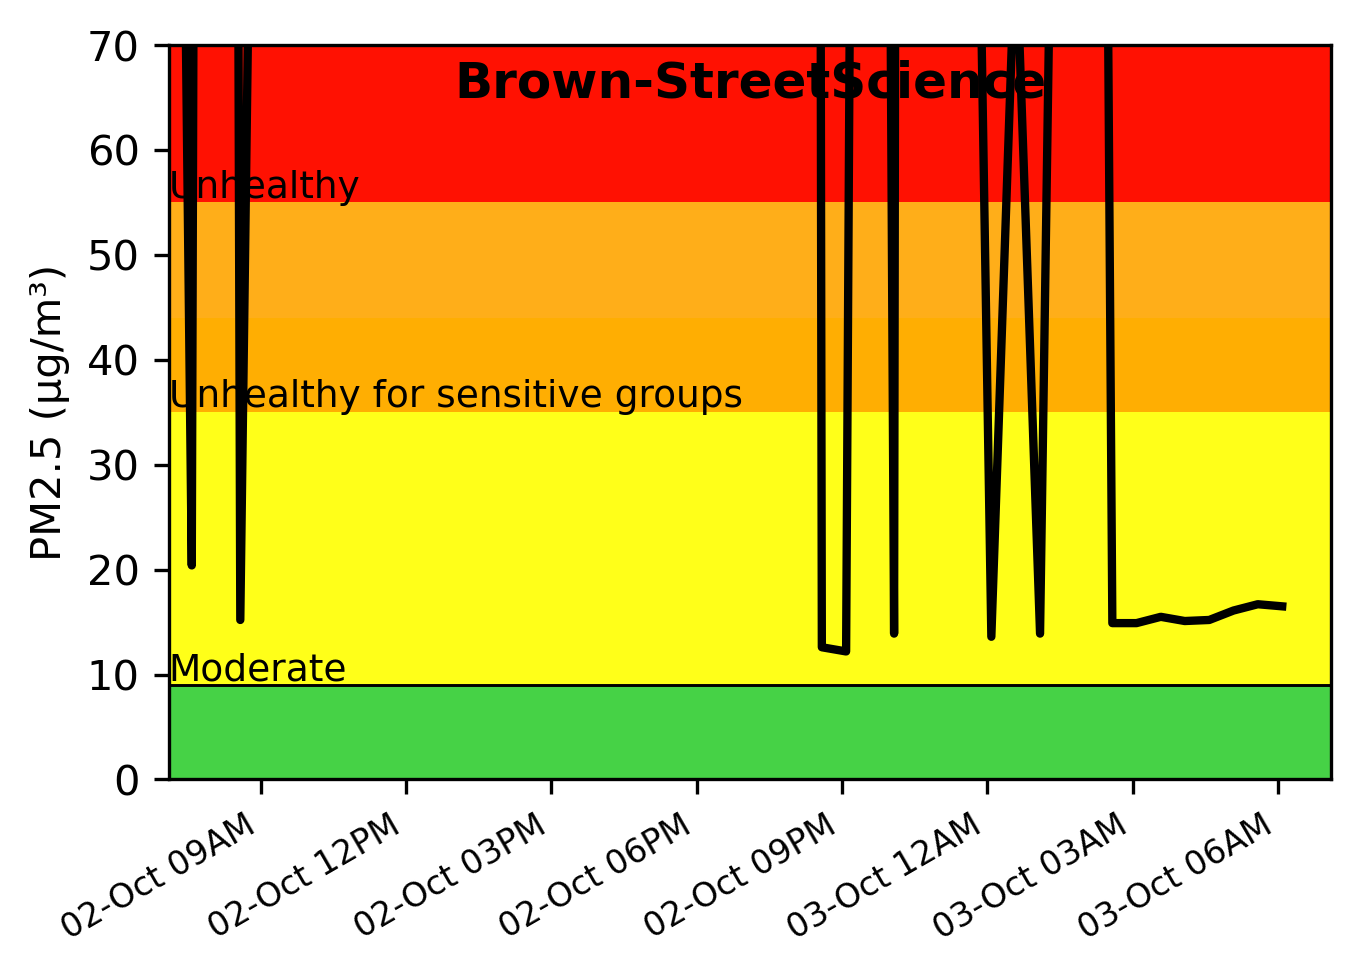 Brown-StreetScience
70
60
50
40
30
20
10
0
PM2.5 (µg/m³)
Unhealthy
Unhealthy for sensitive groups
Moderate
02-Oct 09AM
02-Oct 12PM
02-Oct 03PM
02-Oct 06PM
02-Oct 09PM
03-Oct 12AM
03-Oct 03AM
03-Oct 06AM